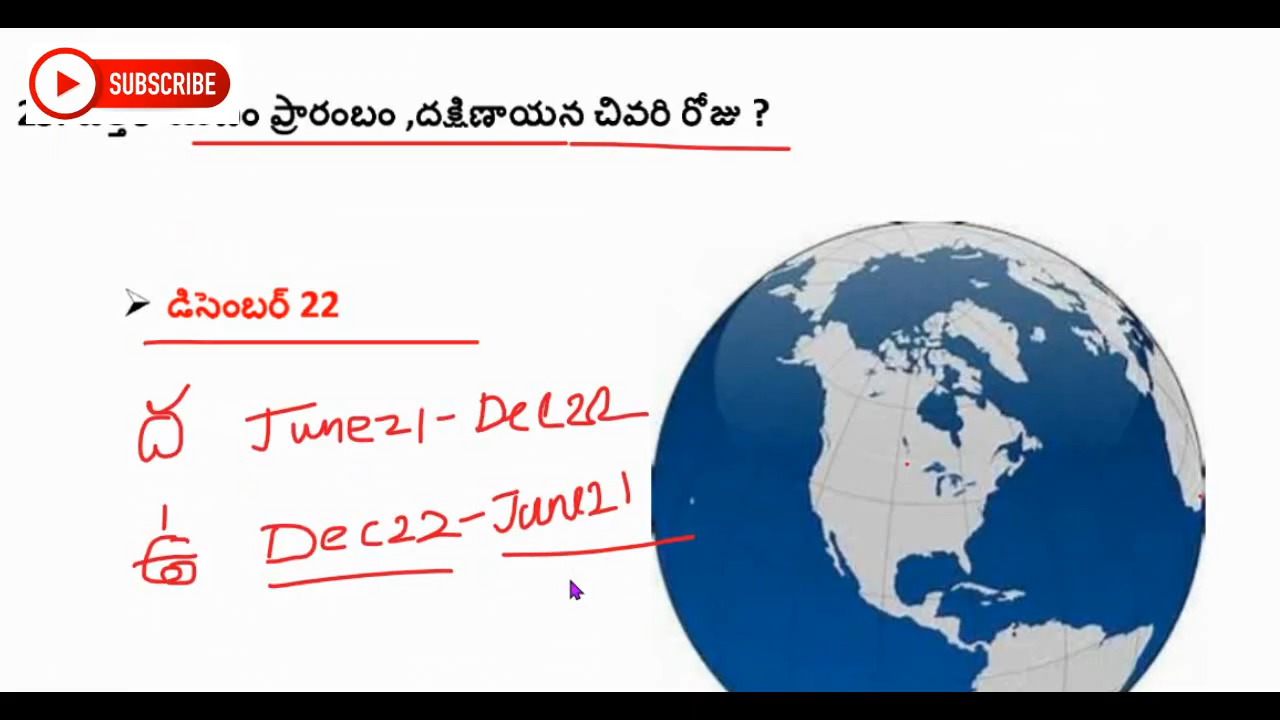 SUBSCRIBE
ప్రారంబం ,దక్షిణాయన చివరి రోజు ?
డిసెంబర్ 22
ద June21-Dec22
ఉ Dec22-June21